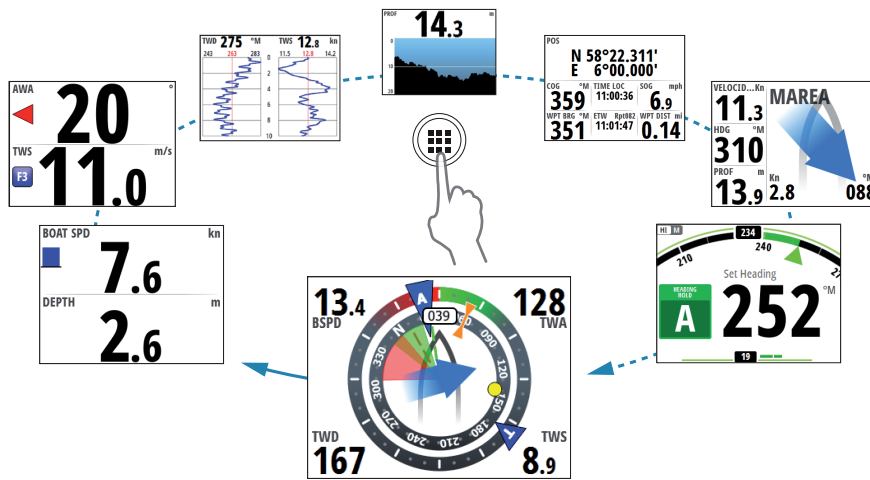 PROF m
14.3
0
10
20
TWD 275 °M TWS 12.8 kn
243 263 283 11.5 12.8 14.2
0
2
4
6
8
10
POS
N 58°22.311'
E 6°00.000'
COG °M TIME LOC SOG mph
359 11:00:36 6.9
WPT BRG °M ETW Rpt082 WPT DIST mi
351 11:01:47 0.14
AWA °
20
TWS m/s
F3 11.0
VELOCID...Kn
11.3 MAREA
HDG °M
310
PROF m
13.9 Kn 2.8 °M 088
BOAT SPD kn
7.6
DEPTH m
2.6
HI M 234
210 240
Set Heading
HEADING HOLD
A 252 °M
19
13.4 A 128
BSPD 039 TWA
N
090
120
150
180
210
240
270
300
330
T
TWD TWS
167 8.9